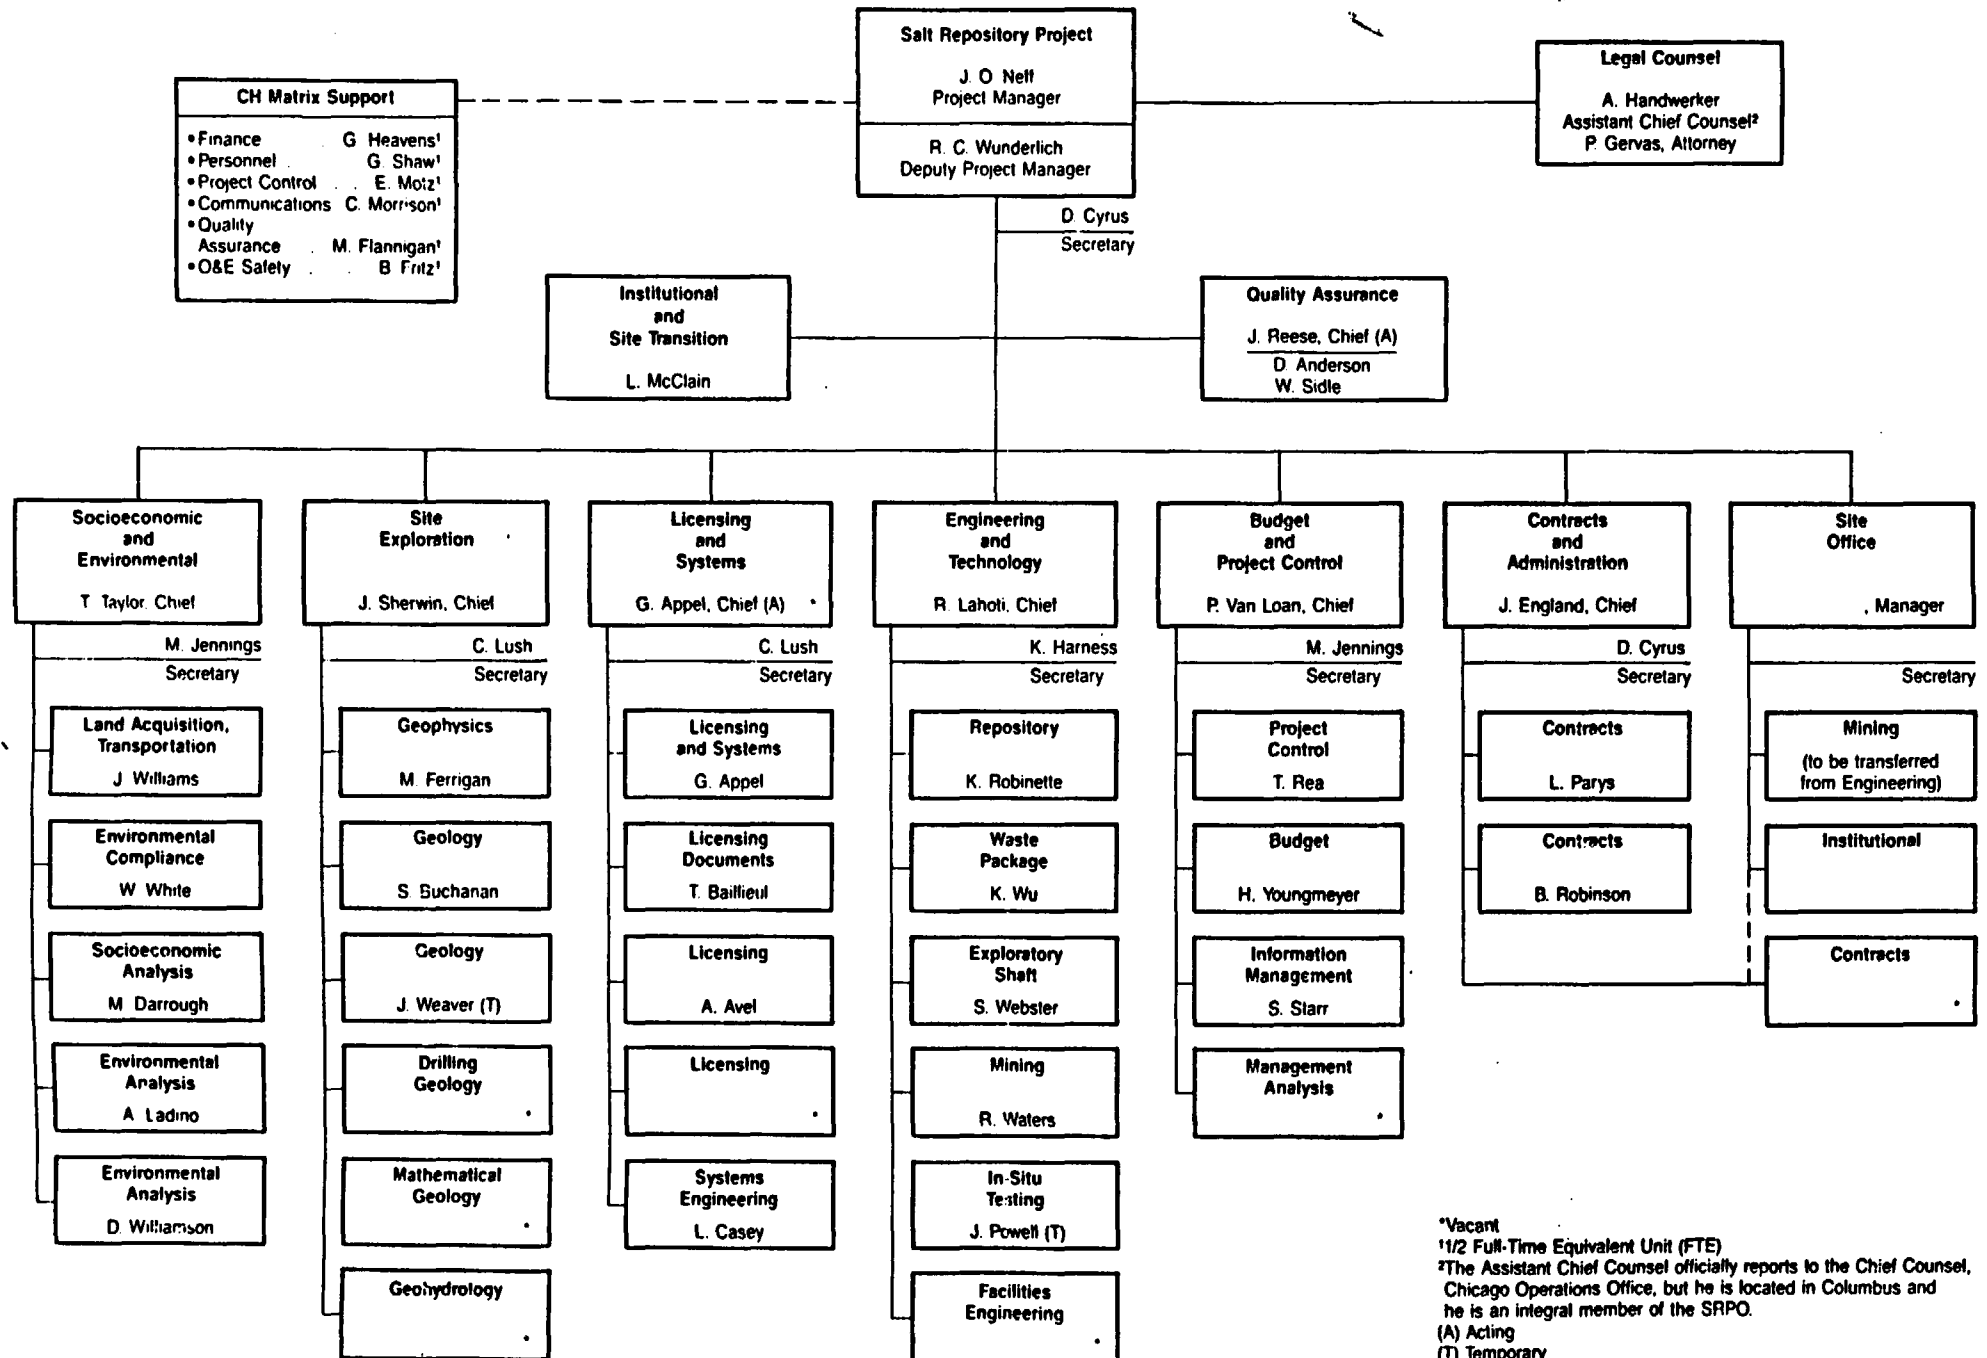 Salt Repository Project
J. O. Neff
Project Manager
R. C. Wunderlich
Deputy Project Manager
D. Cyrus
Secretary
Legal Counsel
A. Handwerker
Assistant Chief Counsel²
P. Gervas, Attorney
CH Matrix Support
•Finance G. Heavens¹
•Personnel . G. Shaw¹
•Project Control . . E. Motz¹
•Communications C. Morrison¹
•Quality
Assurance . M. Flannigan¹
•O&E Safety . . B. Fritz¹
Institutional
and
Site Transition
L. McClain
Quality Assurance
J. Reese, Chief (A)
D. Anderson
W. Sidle
Socioeconomic
and
Environmental
T. Taylor, Chief
M. Jennings
Secretary
Land Acquisition,
Transportation
J. Williams
Environmental
Compliance
W. White
Socioeconomic
Analysis
M. Darrough
Environmental
Analysis
A. Ladino
Environmental
Analysis
D. Williamson
Site
Exploration
J. Sherwin, Chief
C. Lush
Secretary
Geophysics
M. Ferrigan
Geology
S. Buchanan
Geology
J. Weaver (T)
Drilling
Geology
*
Mathematical
Geology
*
Geohydrology
*
Licensing
and
Systems
G. Appel, Chief (A) *
C. Lush
Secretary
Licensing
and Systems
G. Appel
Licensing
Documents
T. Baillieul
Licensing
A. Avel
Licensing
*
Systems
Engineering
L. Casey
Engineering
and
Technology
R. Lahoti, Chief
K. Harness
Secretary
Repository
K. Robinette
Waste
Package
K. Wu
Exploratory
Shaft
S. Webster
Mining
R. Waters
In-Situ
Testing
J. Powell (T)
Facilities
Engineering
*
Budget
and
Project Control
P. Van Loan, Chief
M. Jennings
Secretary
Project
Control
T. Rea
Budget
H. Youngmeyer
Information
Management
S. Starr
Management
Analysis
*
Contracts
and
Administration
J. England, Chief
D. Cyrus
Secretary
Contracts
L. Parys
Contracts
B. Robinson
Site
Office
, Manager
Secretary
Mining
(to be transferred
from Engineering)
Institutional
Contracts
*
*Vacant
¹1/2 Full-Time Equivalent Unit (FTE)
²The Assistant Chief Counsel officially reports to the Chief Counsel,
Chicago Operations Office, but he is located in Columbus and
he is an integral member of the SRPO.
(A) Acting
(T) Temporary